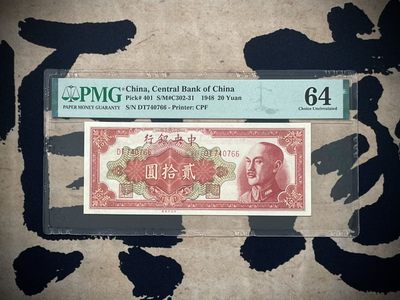 PMG
PAPER MONEY GUARANTY
China, Central Bank of China
Pick# 401 S/M#C302-31 1948 20 Yuan
S/N DT740766 - Printer: CPF
64
Choice Uncirculated
中央銀行
DT740766 DT740766
貳拾圓